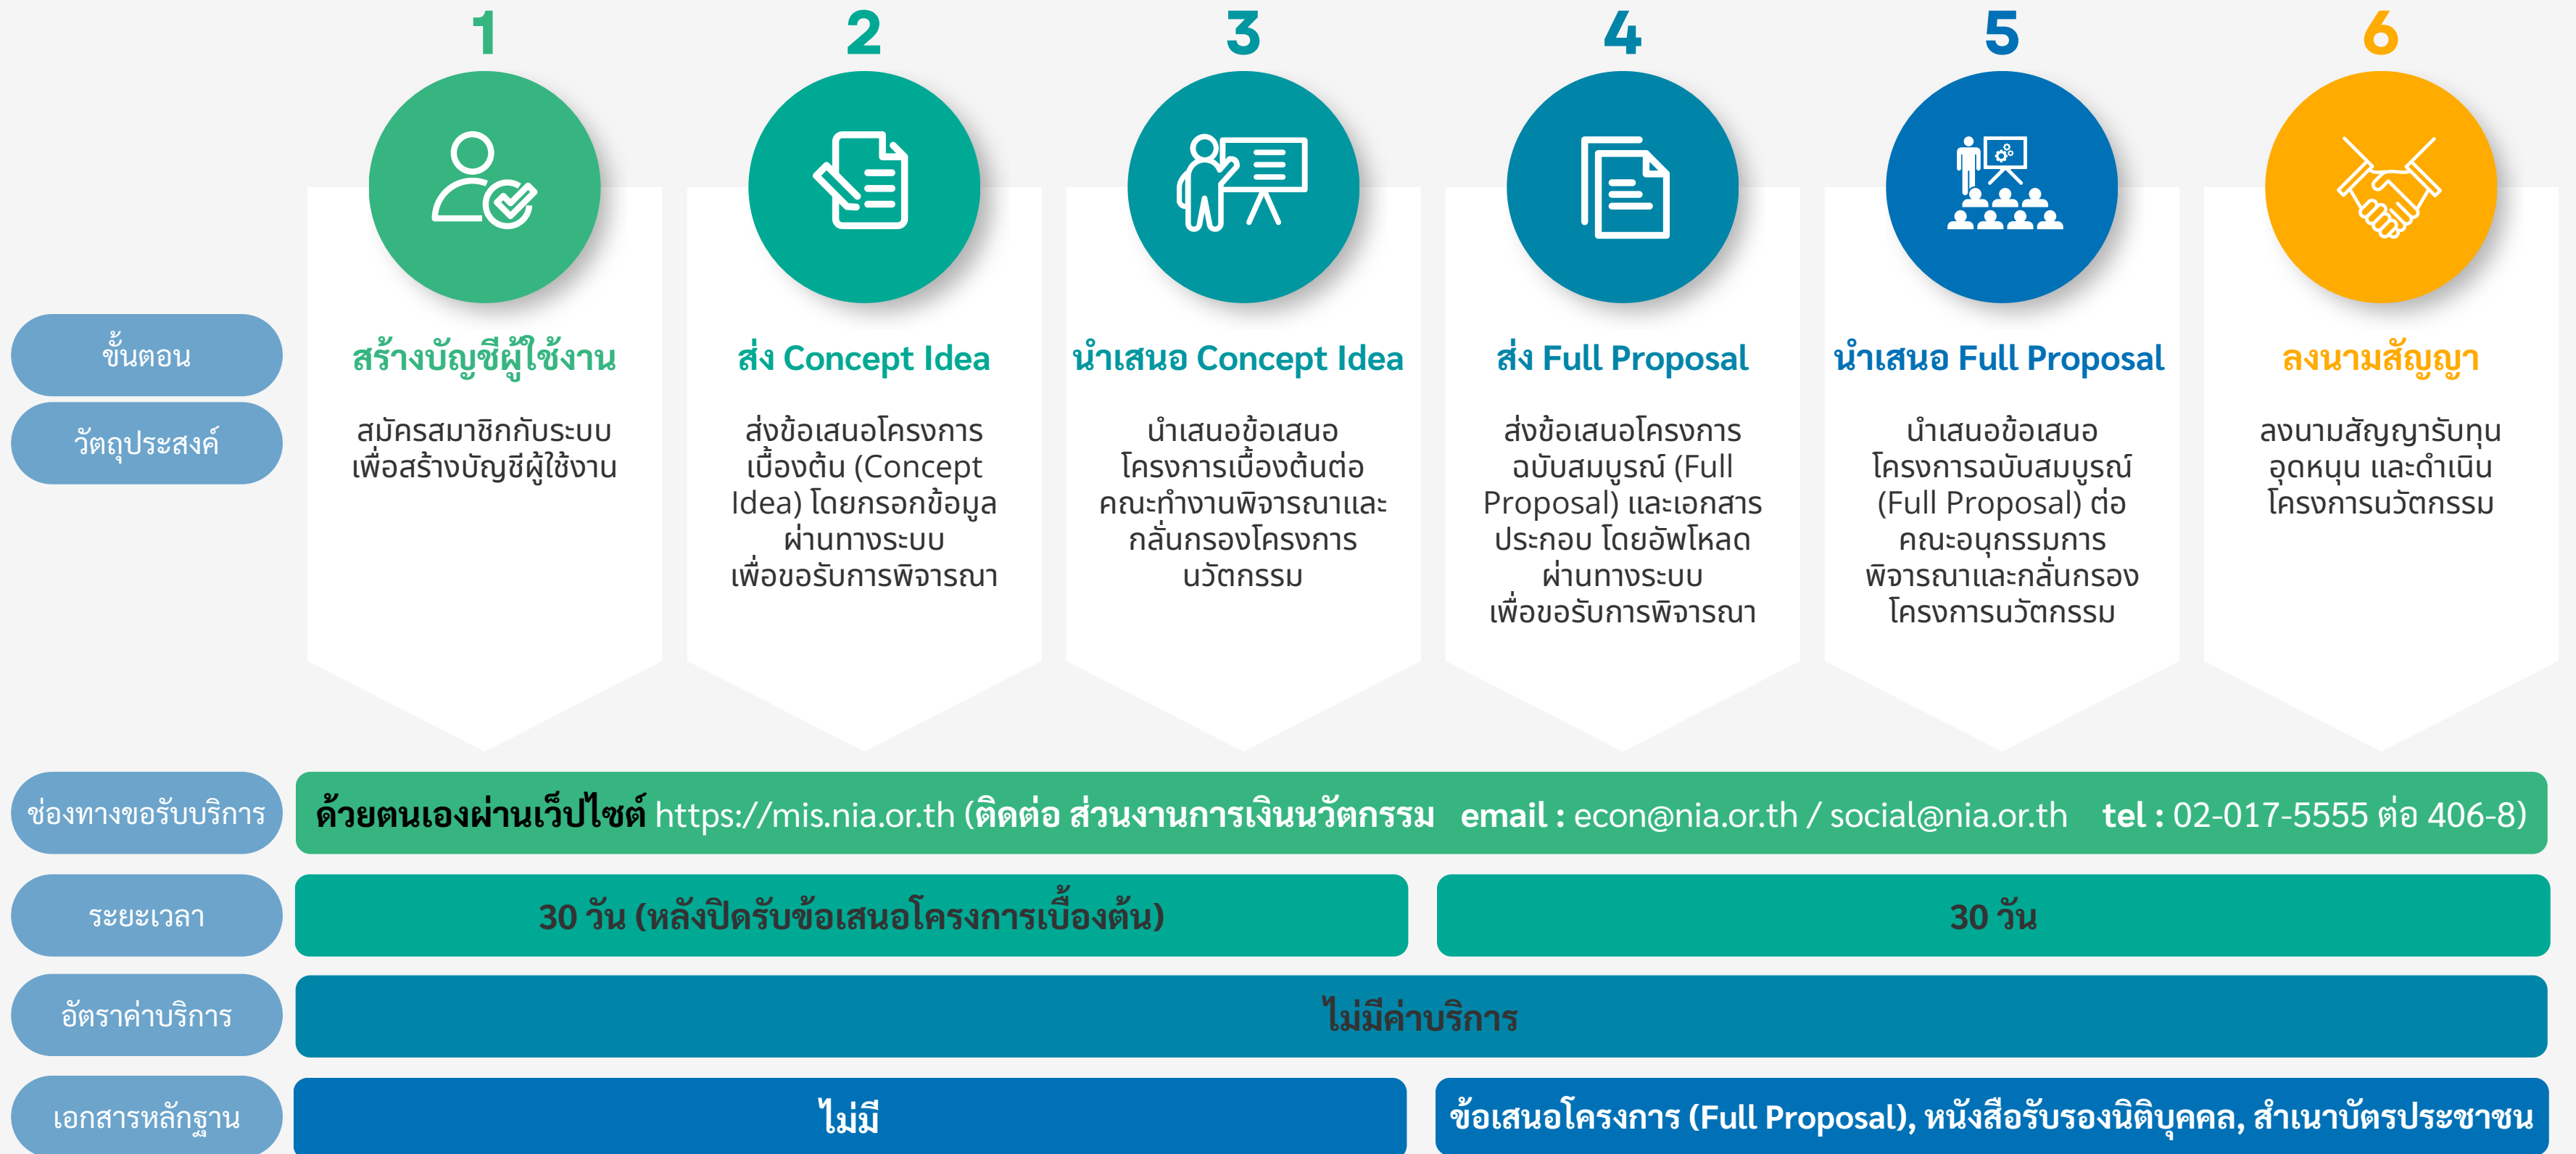 1
2
3
4
5
6
ขั้นตอน
สร้างบัญชีผู้ใช้งาน
ส่ง Concept Idea
นำเสนอ Concept Idea
ส่ง Full Proposal
นำเสนอ Full Proposal
ลงนามสัญญา
วัตถุประสงค์
สมัครสมาชิกกับระบบ
เพื่อสร้างบัญชีผู้ใช้งาน
ส่งข้อเสนอโครงการ
เบื้องต้น (Concept
Idea) โดยกรอกข้อมูล
ผ่านทางระบบ
เพื่อขอรับการพิจารณา
นำเสนอข้อเสนอ
โครงการเบื้องต้นต่อ
คณะทำงานพิจารณาและ
กลั่นกรองโครงการ
นวัตกรรม
ส่งข้อเสนอโครงการ
ฉบับสมบูรณ์ (Full
Proposal) และเอกสาร
ประกอบ โดยอัพโหลด
ผ่านทางระบบ
เพื่อขอรับการพิจารณา
นำเสนอข้อเสนอ
โครงการฉบับสมบูรณ์
(Full Proposal) ต่อ
คณะอนุกรรมการ
พิจารณาและกลั่นกรอง
โครงการนวัตกรรม
ลงนามสัญญารับทุน
อุดหนุน และดำเนิน
โครงการนวัตกรรม
ช่องทางขอรับบริการ
ด้วยตนเองผ่านเว็ปไซต์ https://mis.nia.or.th (ติดต่อ ส่วนงานการเงินนวัตกรรม email : econ@nia.or.th / social@nia.or.th tel : 02-017-5555 ต่อ 406-8)
ระยะเวลา
30 วัน (หลังปิดรับข้อเสนอโครงการเบื้องต้น)
30 วัน
อัตราค่าบริการ
ไม่มีค่าบริการ
เอกสารหลักฐาน
ไม่มี
ข้อเสนอโครงการ (Full Proposal), หนังสือรับรองนิติบุคคล, สำเนาบัตรประชาชน